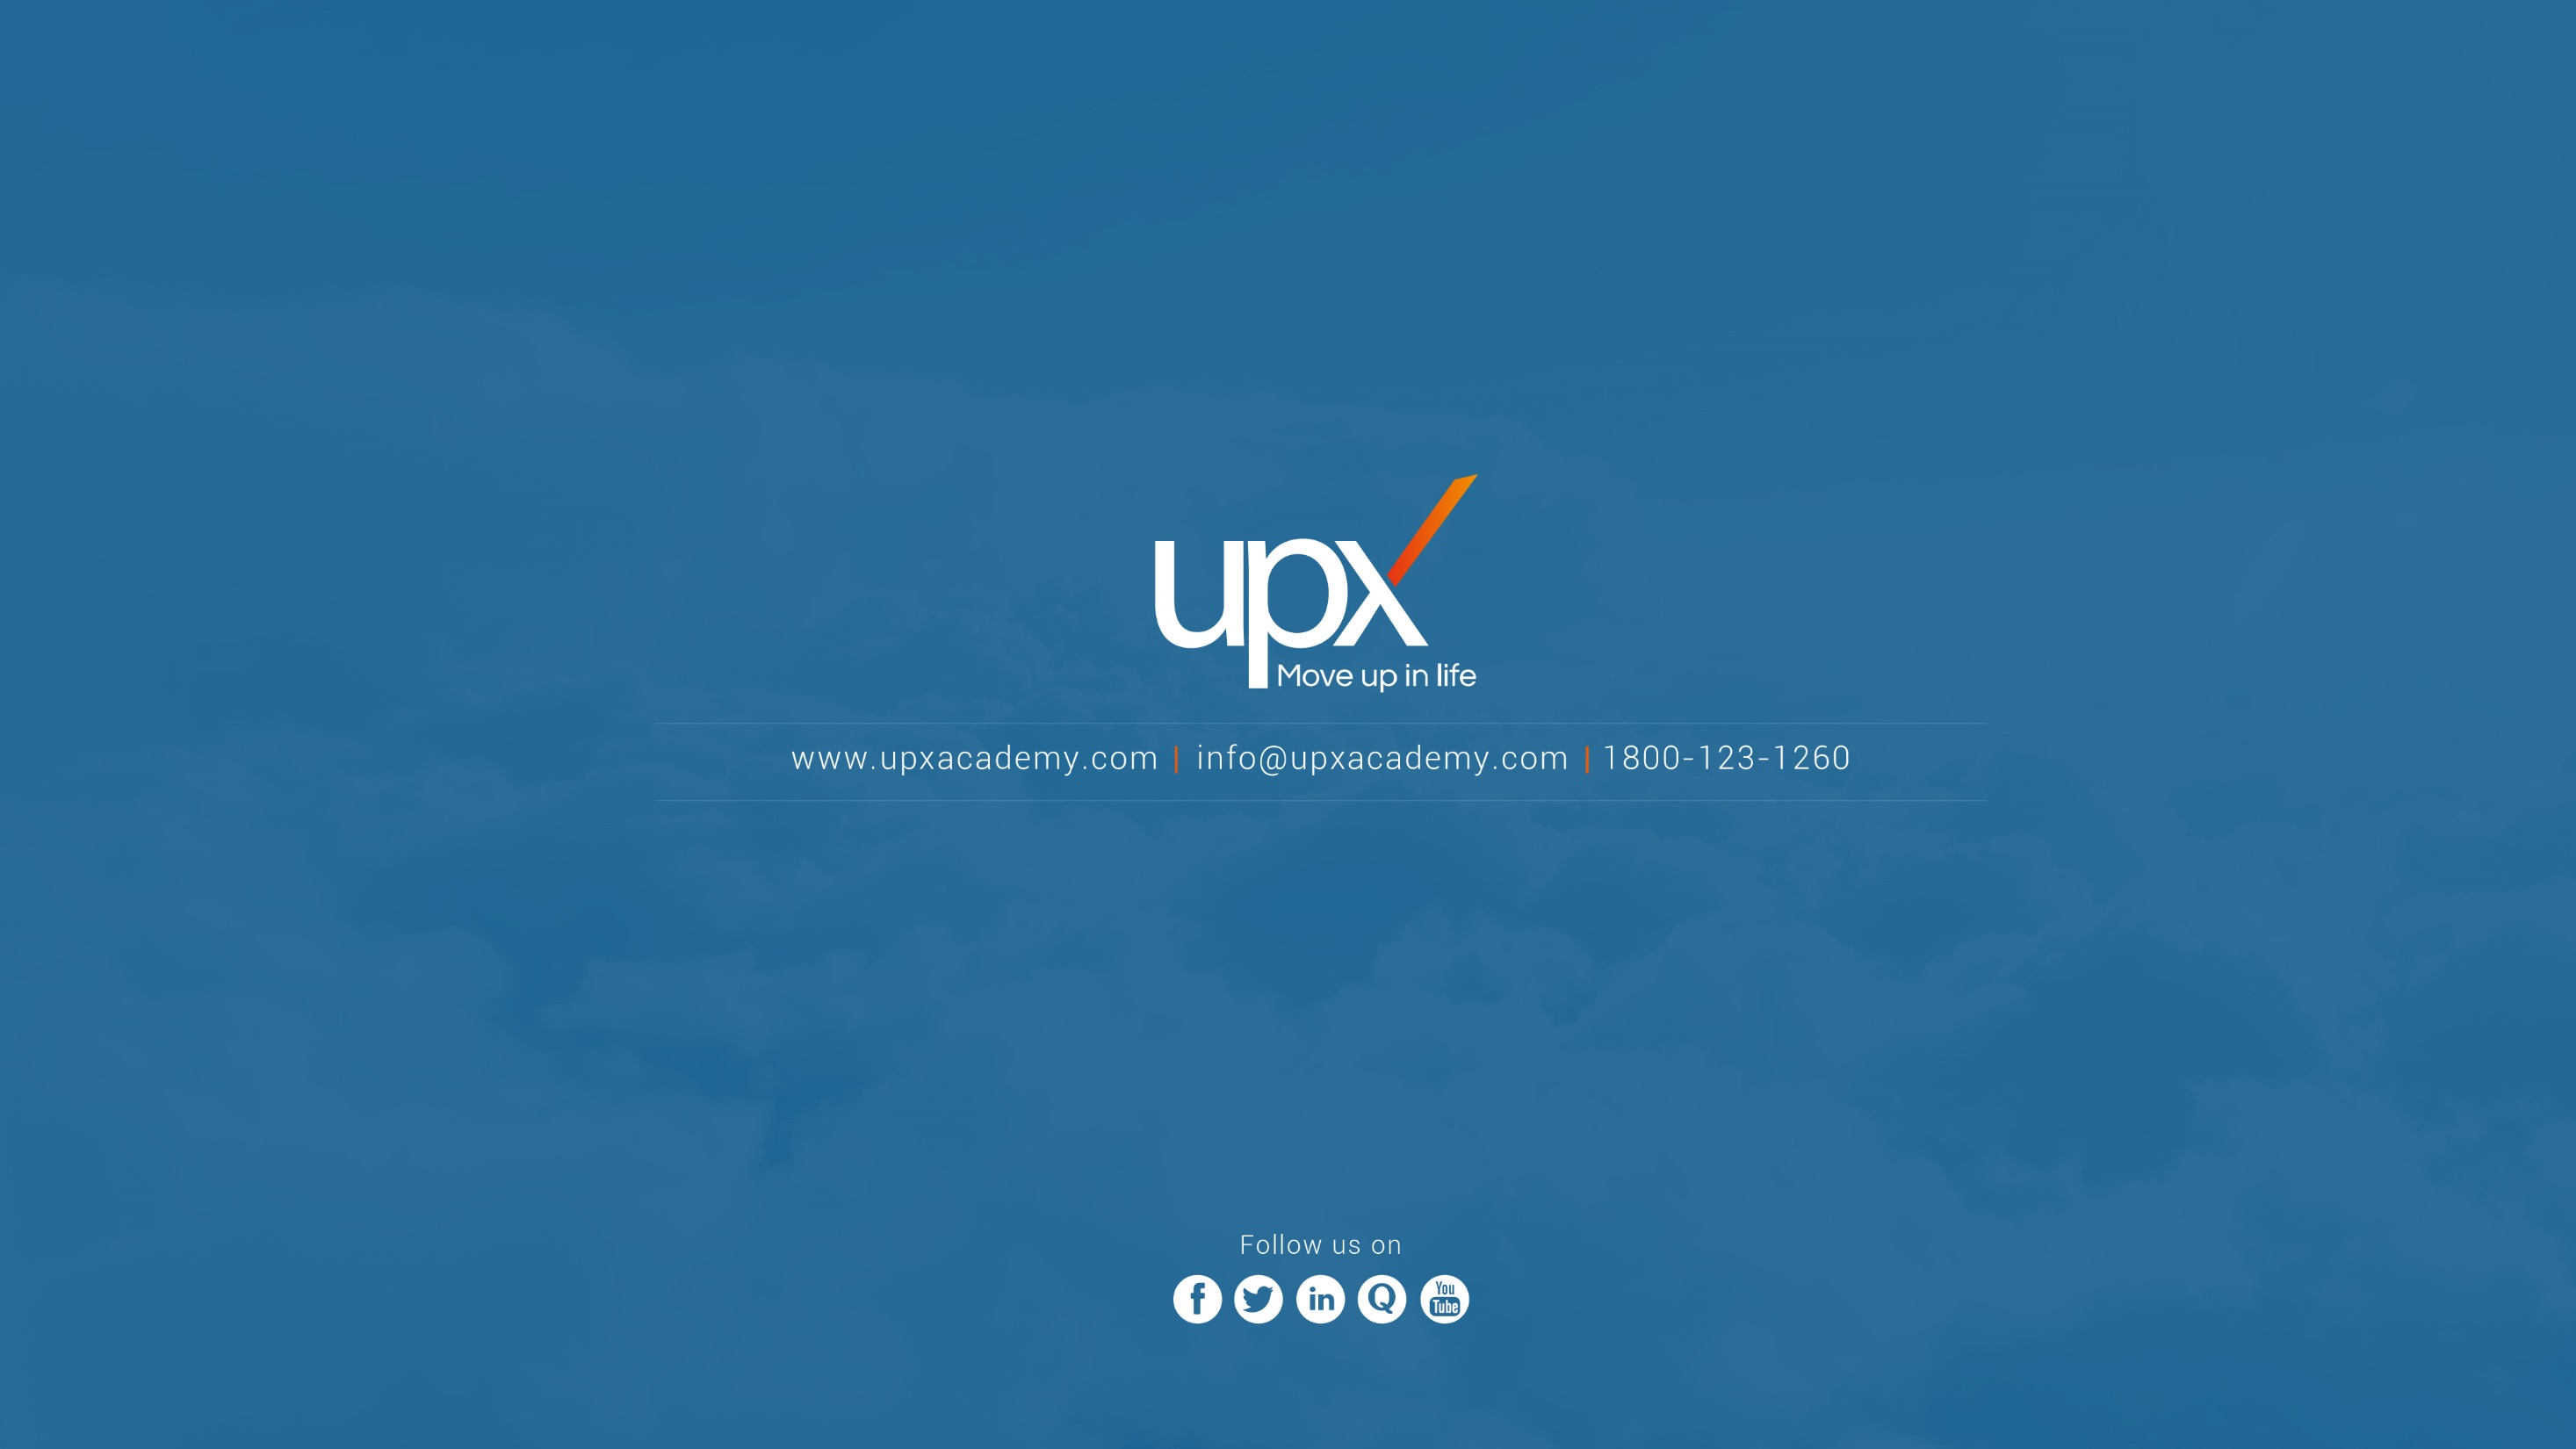 upx
Move up in life
www.upxacademy.com | info@upxacademy.com | 1800-123-1260
Follow us on
f in Q You Tube